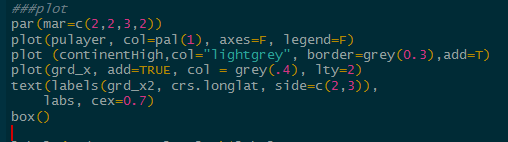 ###plot
par(mar=c(2,2,3,2))
plot(pulayer, col=pal(1), axes=F, legend=F)
plot (continentHigh,col="lightgrey", border=grey(0.3),add=T)
plot(grd_x, add=TRUE, col = grey(.4), lty=2)
text(labels(grd_x2, crs.longlat, side=c(2,3)),
labs, cex=0.7)
box()